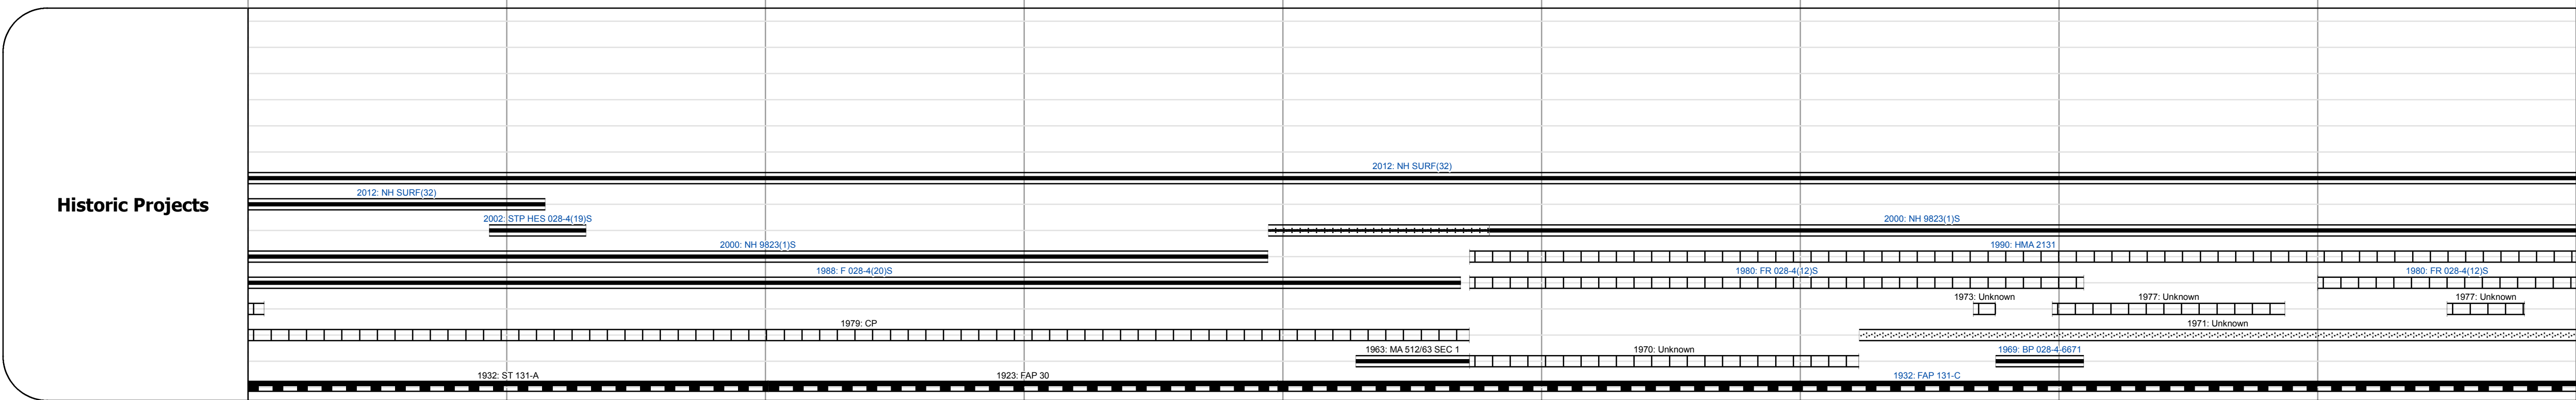 2012: NH SURF(32)
2012: NH SURF(32)
Historic Projects
2002: STP HES 028-4(19)S
2000: NH 9823(1)S
2000: NH 9823(1)S
1990: HMA 2131
1988: F 028-4(20)S
1980: FR 028-4(12)S
1980: FR 028-4(12)S
1973: Unknown
1977: Unknown
1977: Unknown
1979: CP
1971: Unknown
1963: MA 512/63 SEC 1
1970: Unknown
1969: BP 028-4-6671
1932: ST 131-A
1923: FAP 30
1932: FAP 131-C